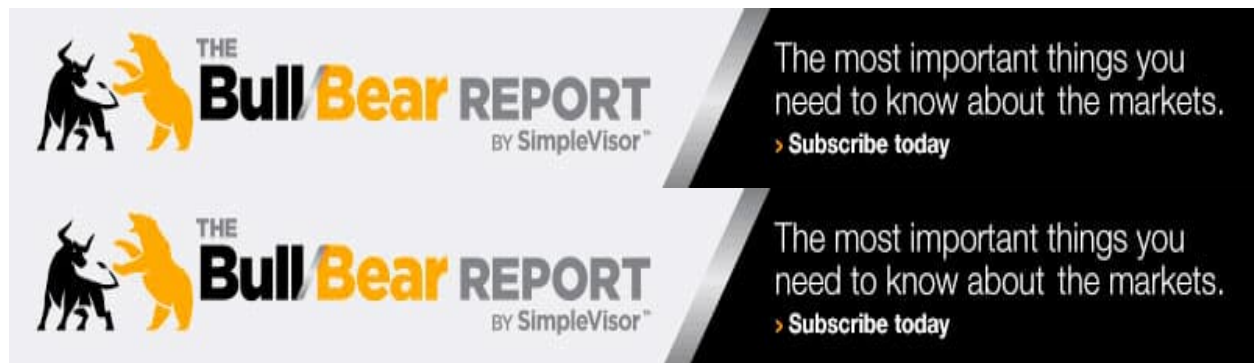 THE
Bull/Bear REPORT
BY SimpleVisor™
The most important things you
need to know about the markets.
› Subscribe today
THE
Bull/Bear REPORT
BY SimpleVisor™
The most important things you
need to know about the markets.
› Subscribe today